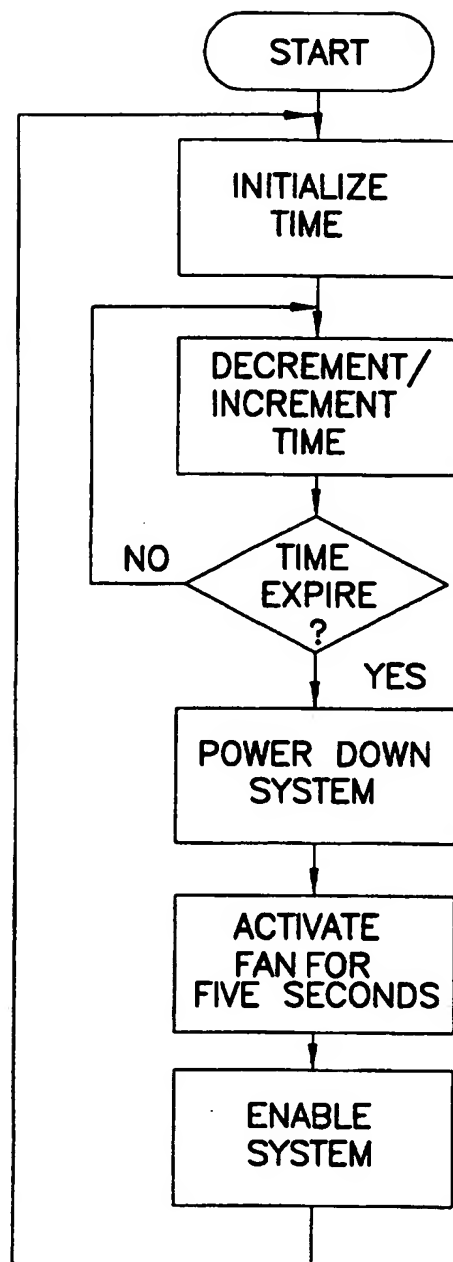 START
INITIALIZE
TIME
DECREMENT/
INCREMENT
TIME
TIME
EXPIRE
?
NO
YES
POWER DOWN
SYSTEM
ACTIVATE
FAN FOR
FIVE SECONDS
ENABLE
SYSTEM